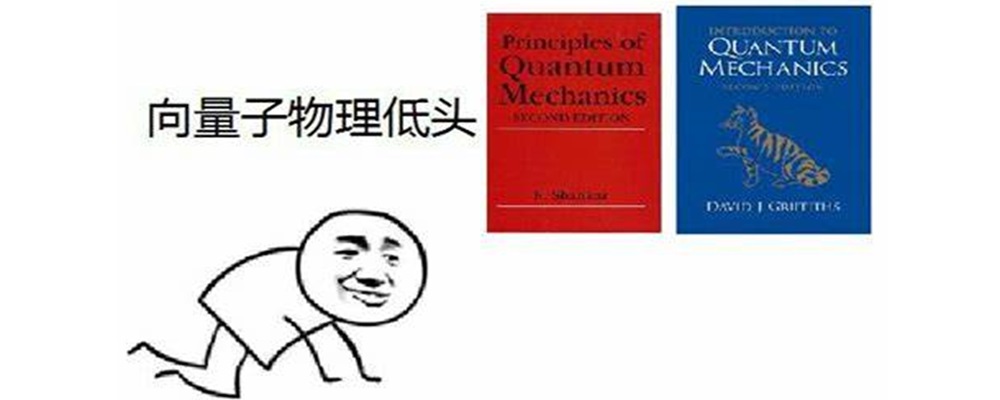 向量子物理低头
Principles of
Quantum
Mechanics
SECOND EDITION
R. Shankar
INTRODUCTION TO
QUANTUM
MECHANICS
SECOND EDITION
DAVID J. GRIFFITHS